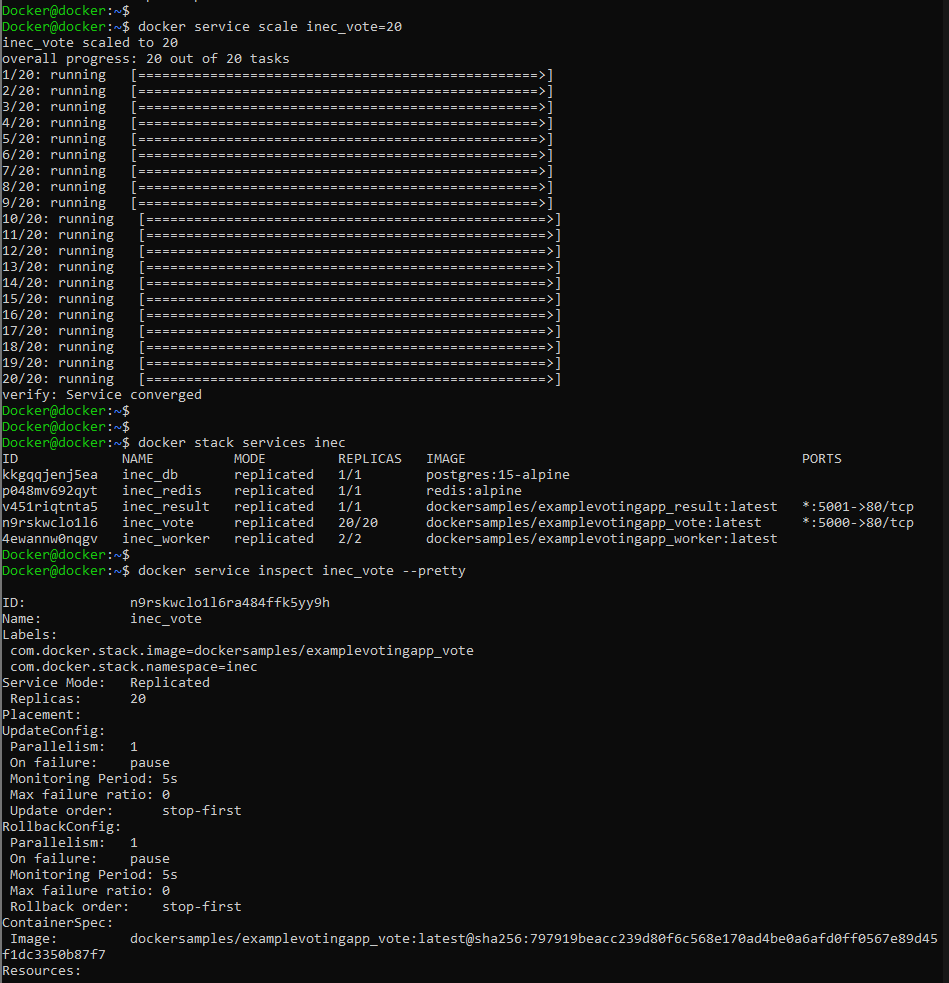 Docker@docker:~$
Docker@docker:~$ docker service scale inec_vote=20
inec_vote scaled to 20
overall progress: 20 out of 20 tasks
1/20: running   [==================================================>]
2/20: running   [==================================================>]
3/20: running   [==================================================>]
4/20: running   [==================================================>]
5/20: running   [==================================================>]
6/20: running   [==================================================>]
7/20: running   [==================================================>]
8/20: running   [==================================================>]
9/20: running   [==================================================>]
10/20: running   [==================================================>]
11/20: running   [==================================================>]
12/20: running   [==================================================>]
13/20: running   [==================================================>]
14/20: running   [==================================================>]
15/20: running   [==================================================>]
16/20: running   [==================================================>]
17/20: running   [==================================================>]
18/20: running   [==================================================>]
19/20: running   [==================================================>]
20/20: running   [==================================================>]
verify: Service converged
Docker@docker:~$
Docker@docker:~$
Docker@docker:~$ docker stack services inec
ID             NAME          MODE         REPLICAS   IMAGE                                          PORTS
kkgqqjenj5ea   inec_db       replicated   1/1        postgres:15-alpine
p048mv692qyt   inec_redis    replicated   1/1        redis:alpine
v451riqtnta5   inec_result   replicated   1/1        dockersamples/examplevotingapp_result:latest   *:5001->80/tcp
n9rskwclo1l6   inec_vote     replicated   20/20      dockersamples/examplevotingapp_vote:latest     *:5000->80/tcp
4ewannw0nqgv   inec_worker   replicated   2/2        dockersamples/examplevotingapp_worker:latest
Docker@docker:~$
Docker@docker:~$ docker service inspect inec_vote --pretty
ID:             n9rskwclo1l6ra484ffk5yy9h
Name:           inec_vote
Labels:
 com.docker.stack.image=dockersamples/examplevotingapp_vote
 com.docker.stack.namespace=inec
Service Mode:   Replicated
 Replicas:      20
Placement:
UpdateConfig:
 Parallelism:   1
 On failure:    pause
 Monitoring Period: 5s
 Max failure ratio: 0
 Update order:      stop-first
RollbackConfig:
 Parallelism:   1
 On failure:    pause
 Monitoring Period: 5s
 Max failure ratio: 0
 Rollback order:    stop-first
ContainerSpec:
 Image:         dockersamples/examplevotingapp_vote:latest@sha256:797919beacc239d80f6c568e170ad4be0a6afd0ff0567e89d45
f1dc3350b87f7
Resources: